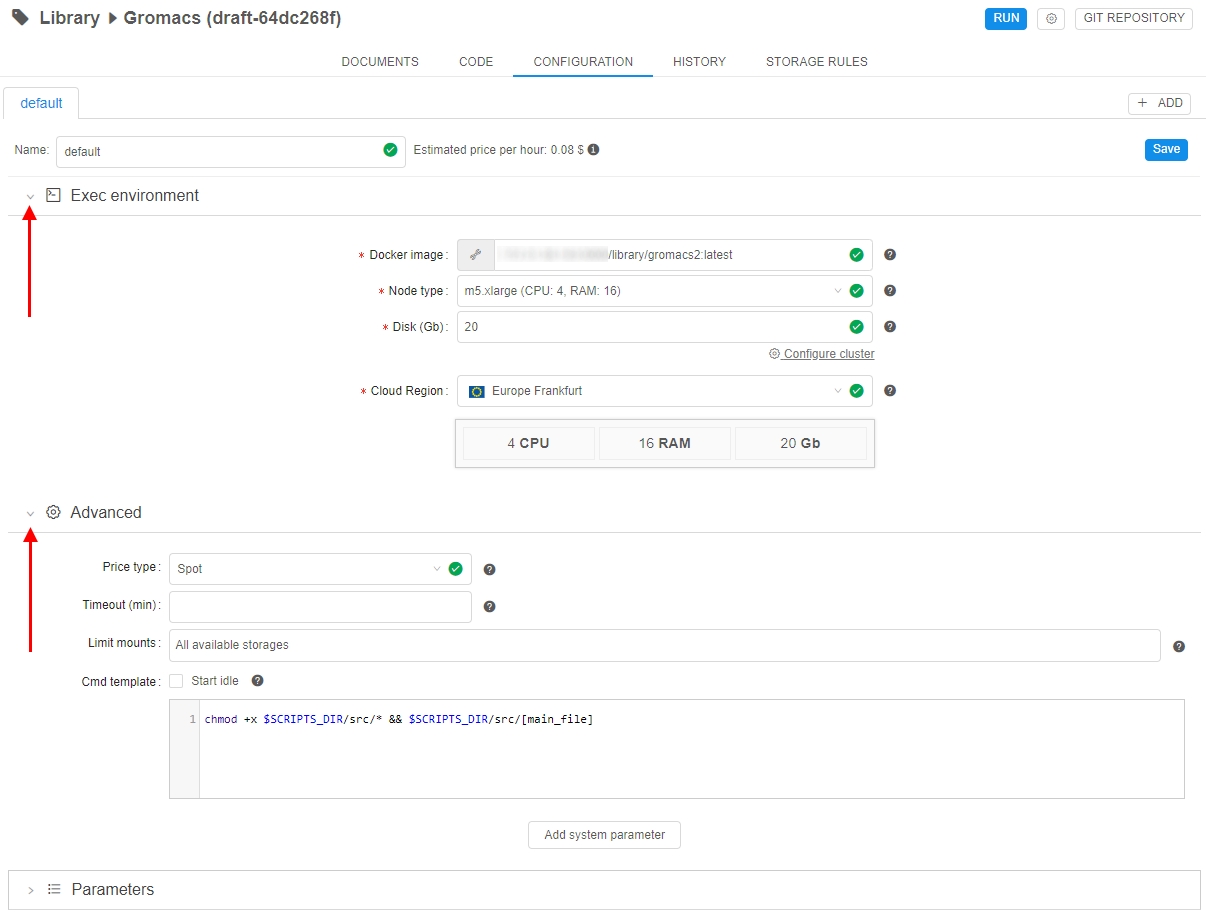 Library Gromacs (draft-64dc268f)
RUN GIT REPOSITORY
DOCUMENTS CODE CONFIGURATION HISTORY STORAGE RULES
default
+ ADD
Name: default Estimated price per hour: 0.08 $
Save
Exec environment
* Docker image: /library/gromacs2:latest
* Node type: m5.xlarge (CPU: 4, RAM: 16)
* Disk (Gb): 20
Configure cluster
* Cloud Region: Europe Frankfurt
4 CPU 16 RAM 20 Gb
Advanced
Price type: Spot
Timeout (min):
Limit mounts: All available storages
Cmd template: Start idle
1 chmod +x $SCRIPTS_DIR/src/* && $SCRIPTS_DIR/src/[main_file]
Add system parameter
Parameters